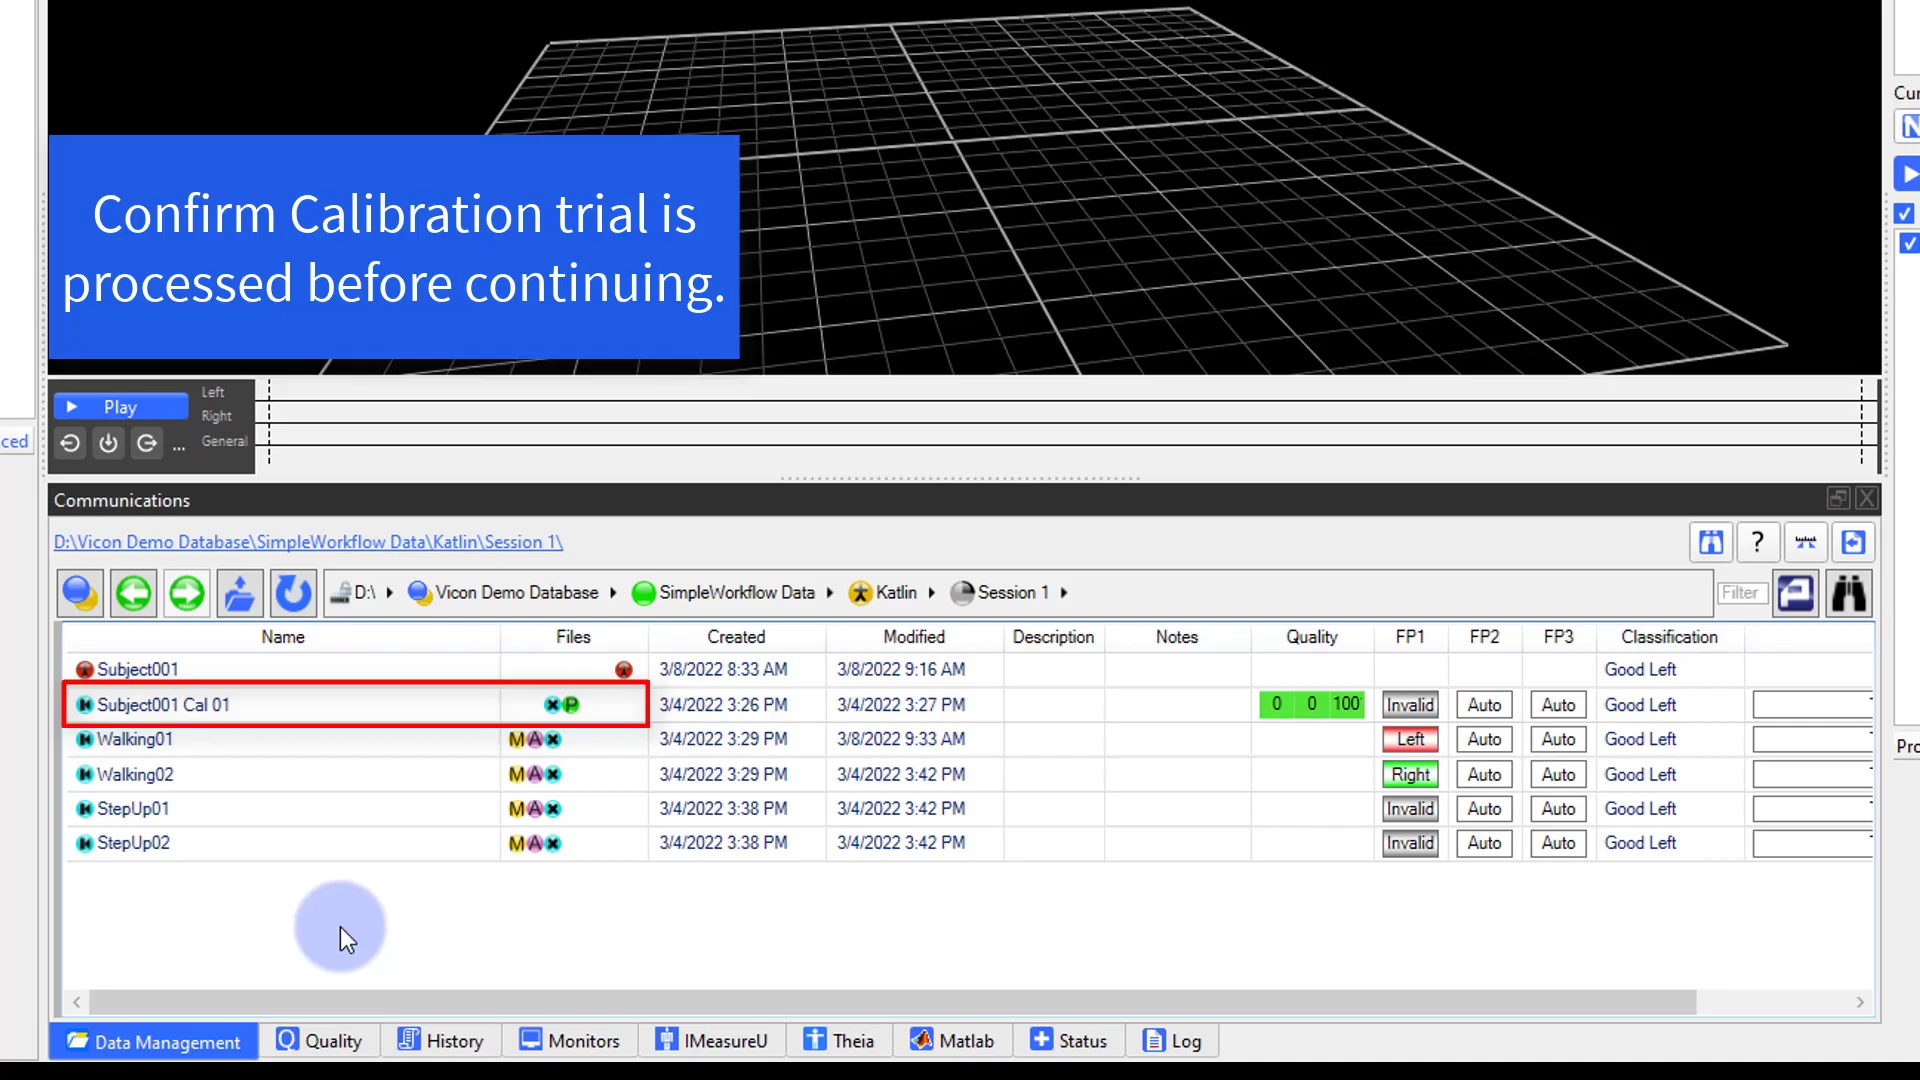 Confirm Calibration trial is
processed before continuing.
Play
Left
Right
General
...
ced
Communications
D:\Vicon Demo Database\SimpleWorkflow Data\Katlin\Session 1\
?
D:\ Vicon Demo Database SimpleWorkflow Data Katlin Session 1
Filter
Name Files Created Modified Description Notes Quality FP1 FP2 FP3 Classification
Subject001 3/8/2022 8:33 AM 3/8/2022 9:16 AM Good Left
Subject001 Cal 01 P 3/4/2022 3:26 PM 3/4/2022 3:27 PM 0 0 100 Invalid Auto Auto Good Left
Walking01 M A 3/4/2022 3:29 PM 3/8/2022 9:33 AM Left Auto Auto Good Left
Walking02 M A 3/4/2022 3:29 PM 3/4/2022 3:42 PM Right Auto Auto Good Left
StepUp01 M A 3/4/2022 3:38 PM 3/4/2022 3:42 PM Invalid Auto Auto Good Left
StepUp02 M A 3/4/2022 3:38 PM 3/4/2022 3:42 PM Invalid Auto Auto Good Left
Data Management Quality History Monitors IMeasureU Theia Matlab Status Log
Cur
N
Pro